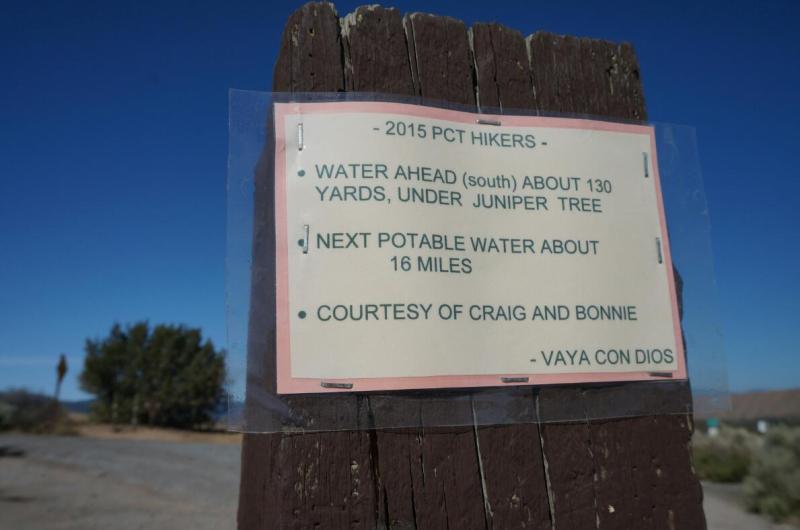 - 2015 PCT HIKERS -
• WATER AHEAD (south) ABOUT 130
YARDS, UNDER JUNIPER TREE
• NEXT POTABLE WATER ABOUT
16 MILES
• COURTESY OF CRAIG AND BONNIE
- VAYA CON DIOS